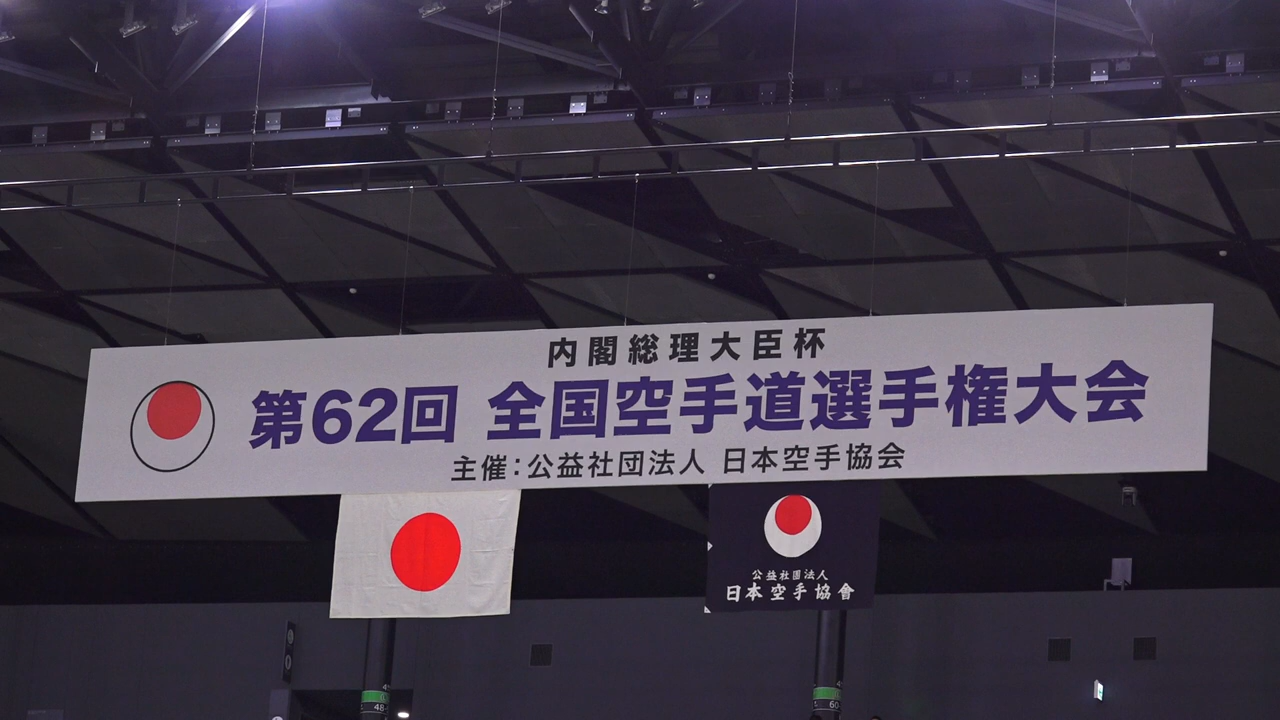 内閣総理大臣杯
第62回 全国空手道選手権大会
主催:公益社団法人 日本空手協会
公益社団法人
日本空手協會